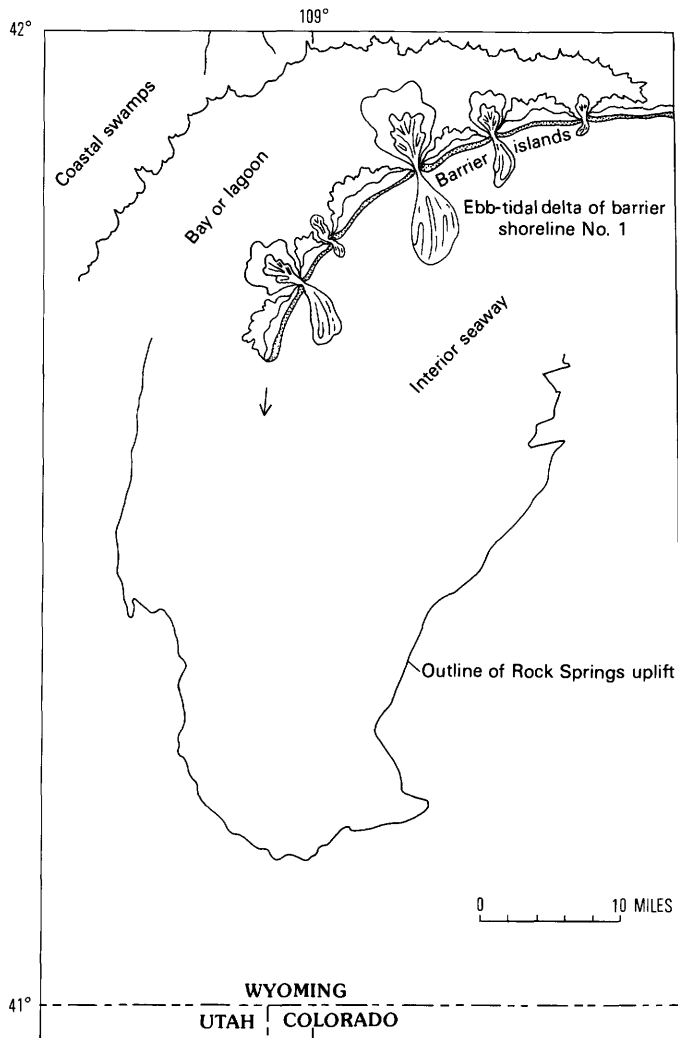 109°
42°
Coastal swamps
Bay or lagoon
Barrier islands
Ebb-tidal delta of barrier
shoreline No. 1
Interior seaway
Outline of Rock Springs uplift
0 10 MILES
41°
WYOMING
UTAH COLORADO